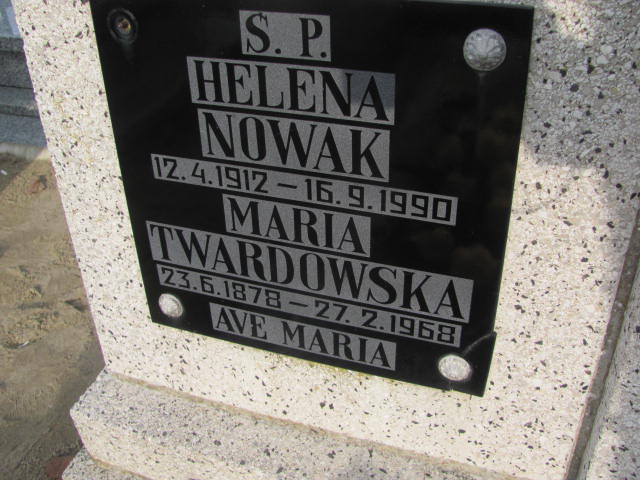 S. P.
HELENA
NOWAK
12.4.1912 – 16.9.1990
MARIA
TWARDOWSKA
23.6.1878 – 27.2.1968
AVE MARIA